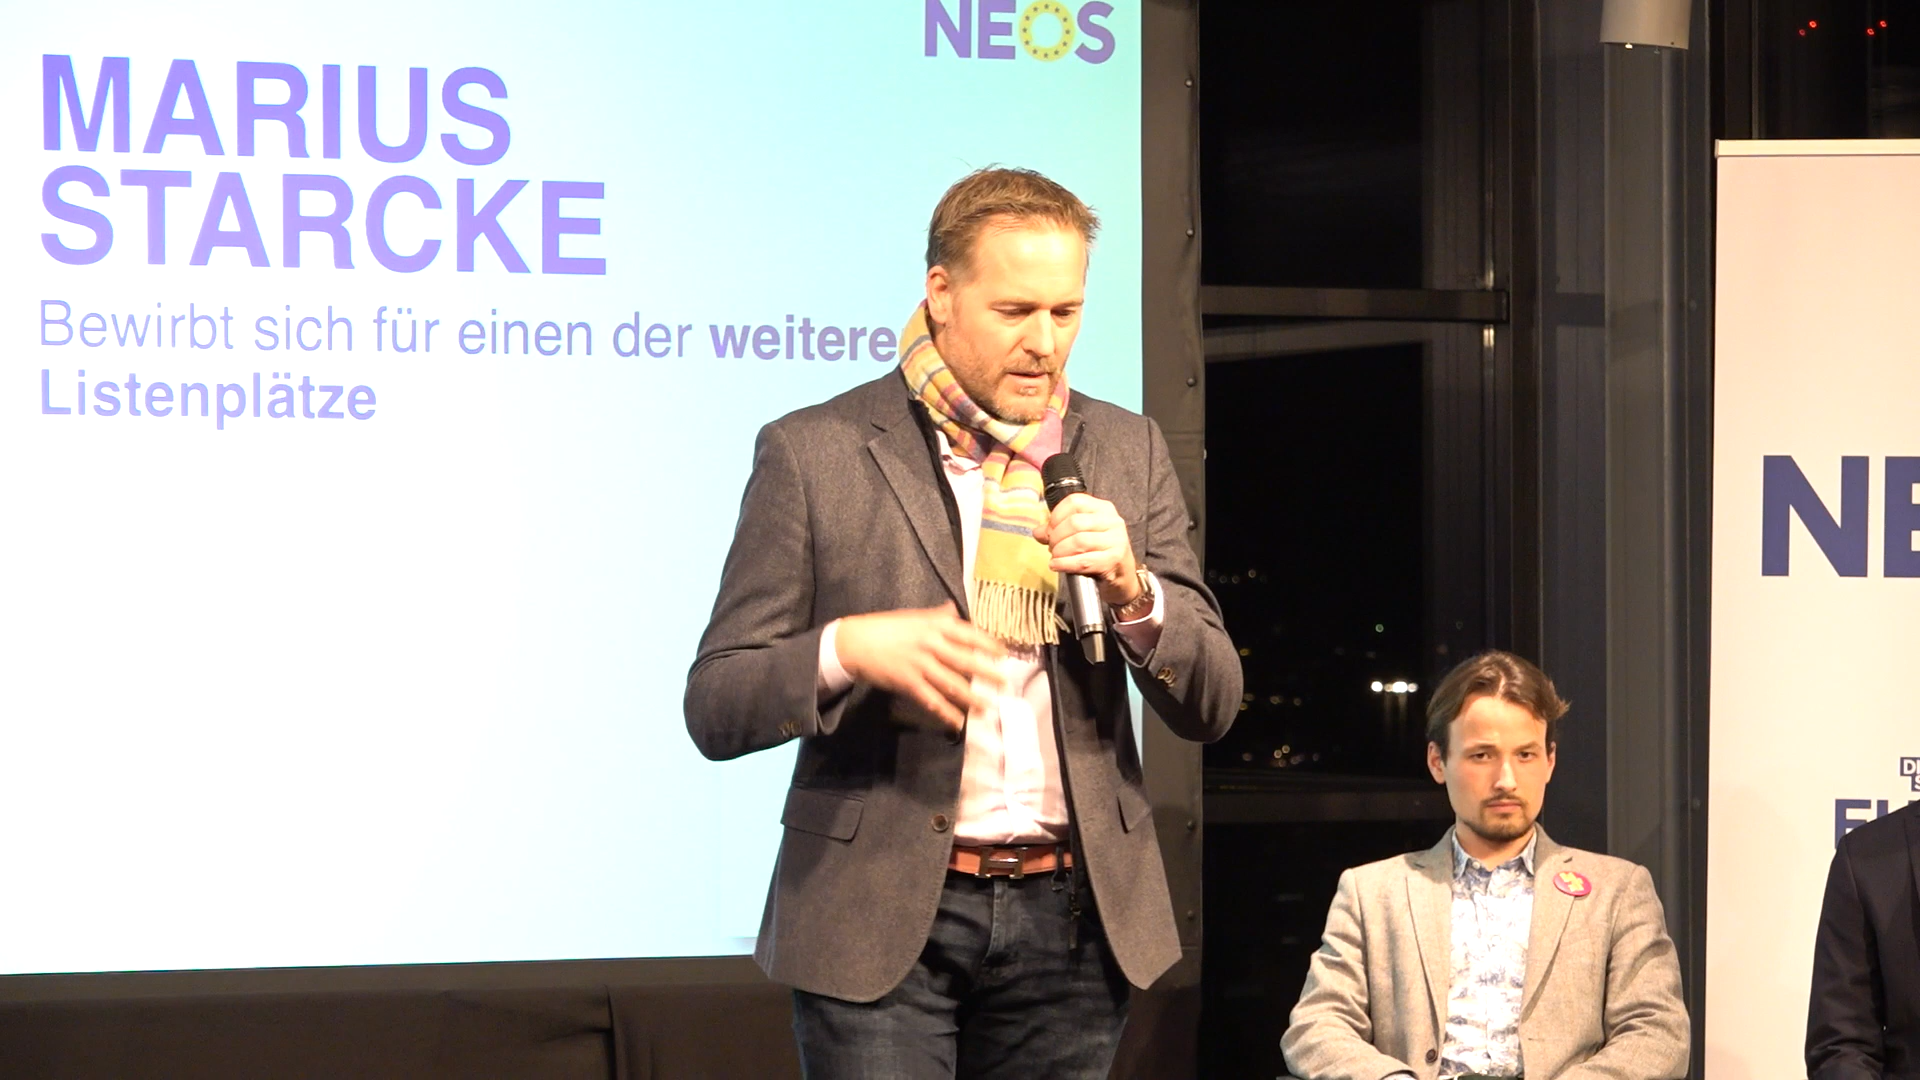 NEOS
MARIUS
STARCKE
Bewirbt sich für einen der weitere
Listenplätze
NE